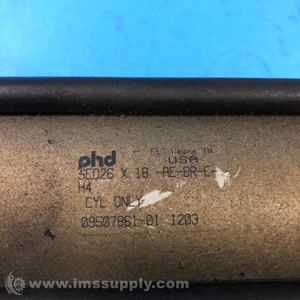 phd Ft. Wayne IN
USA
SED26 X 18 -AE-BR-E-
H4
CYL ONLY
09507861-01 1203
www.imssupply.com